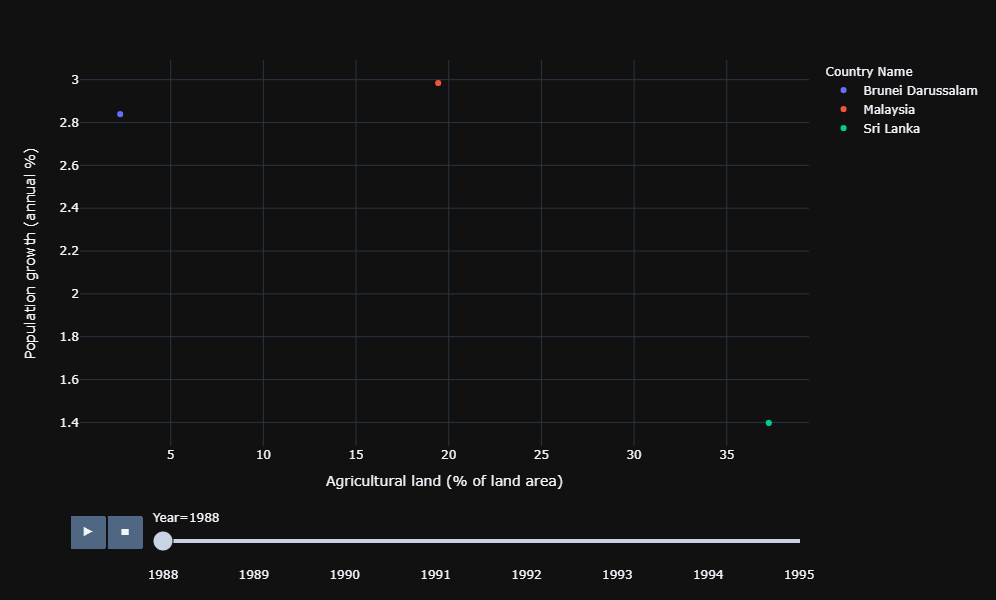 Country Name
Brunei Darussalam
Malaysia
Sri Lanka
Population growth (annual %)
3
2.8
2.6
2.4
2.2
2
1.8
1.6
1.4
5 10 15 20 25 30 35
Agricultural land (% of land area)
Year=1988
1988 1989 1990 1991 1992 1993 1994 1995